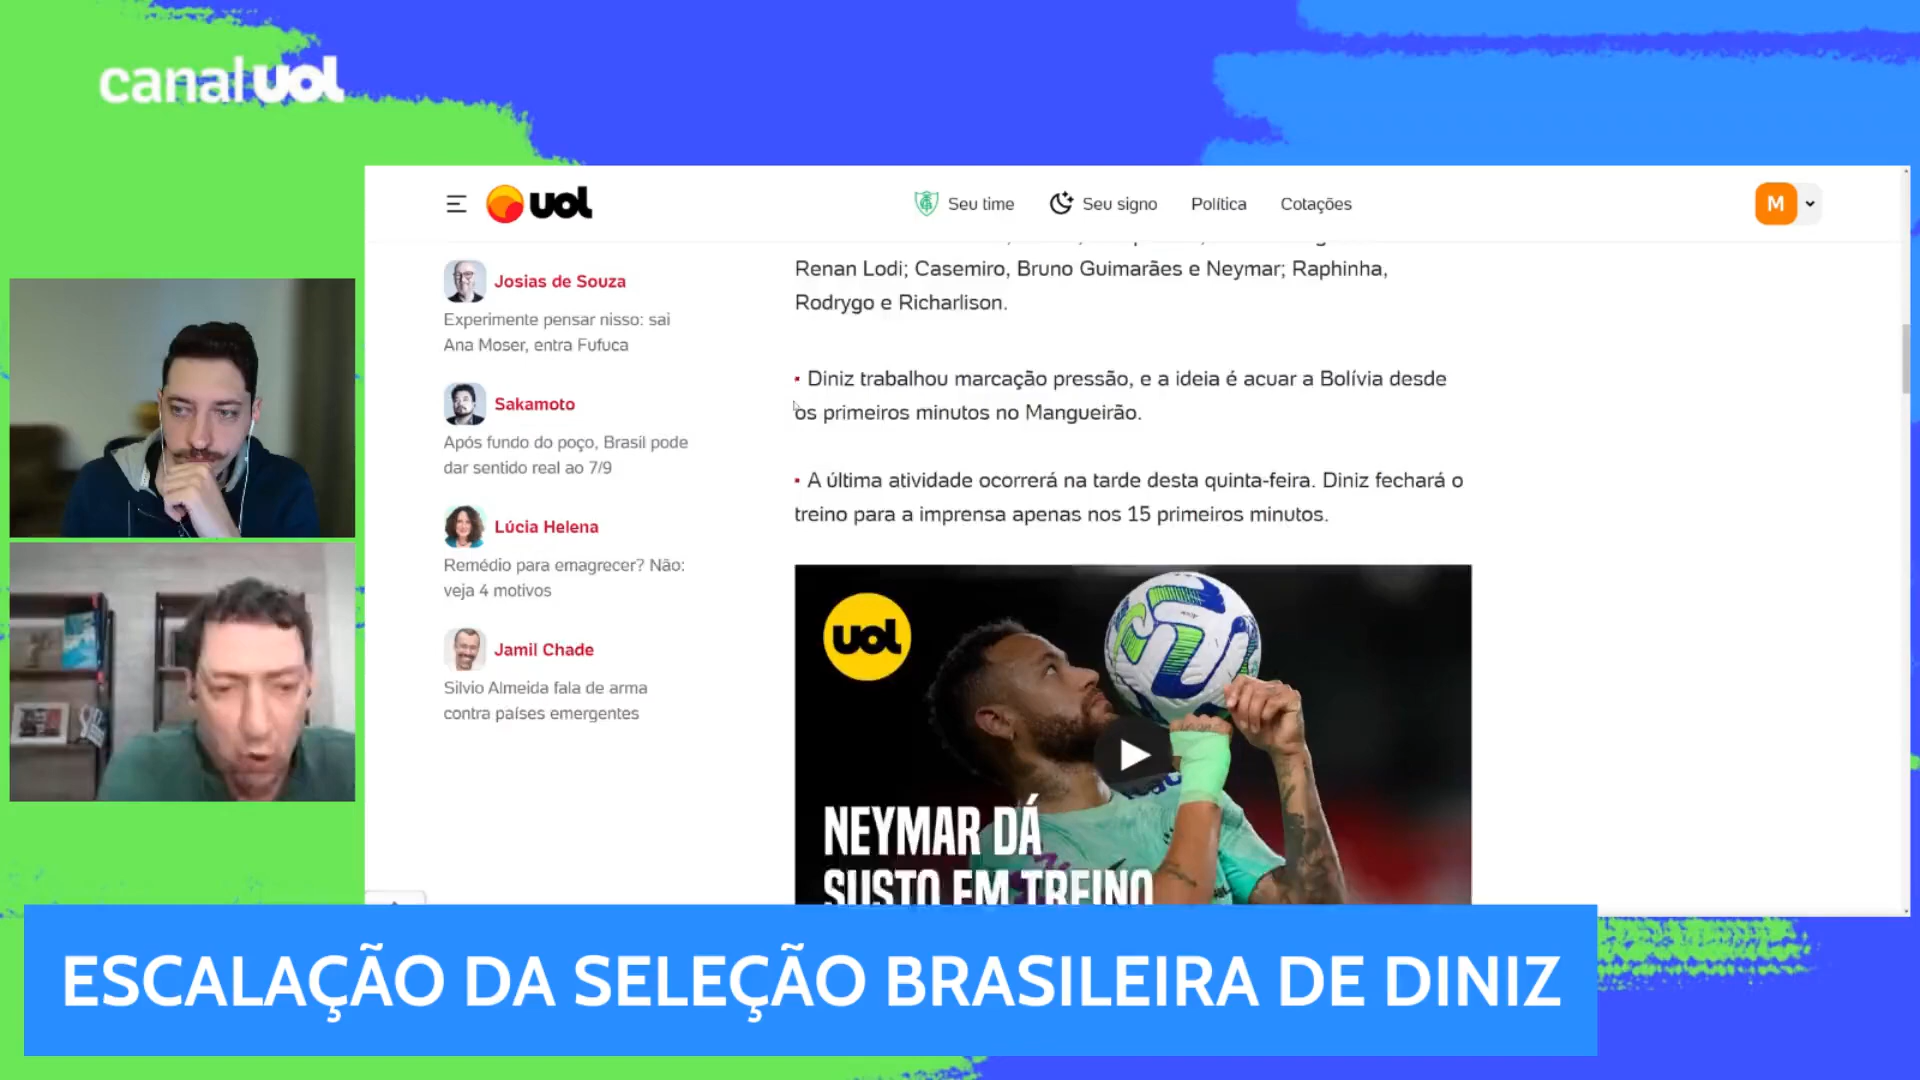 canal uol
uol
Seu time
Seu signo
Política
Cotações
M
Josias de Souza
Experimente pensar nisso: sai
Ana Moser, entra Fufuca
Sakamoto
Após fundo do poço, Brasil pode
dar sentido real ao 7/9
Lúcia Helena
Remédio para emagrecer? Não:
veja 4 motivos
Jamil Chade
Silvio Almeida fala de arma
contra países emergentes
Renan Lodi; Casemiro, Bruno Guimarães e Neymar; Raphinha,
Rodrygo e Richarlison.
• Diniz trabalhou marcação pressão, e a ideia é acuar a Bolívia desde
os primeiros minutos no Mangueirão.
• A última atividade ocorrerá na tarde desta quinta-feira. Diniz fechará o
treino para a imprensa apenas nos 15 primeiros minutos.
uol
NEYMAR DÁ
SUSTO EM TREINO
ESCALAÇÃO DA SELEÇÃO BRASILEIRA DE DINIZ